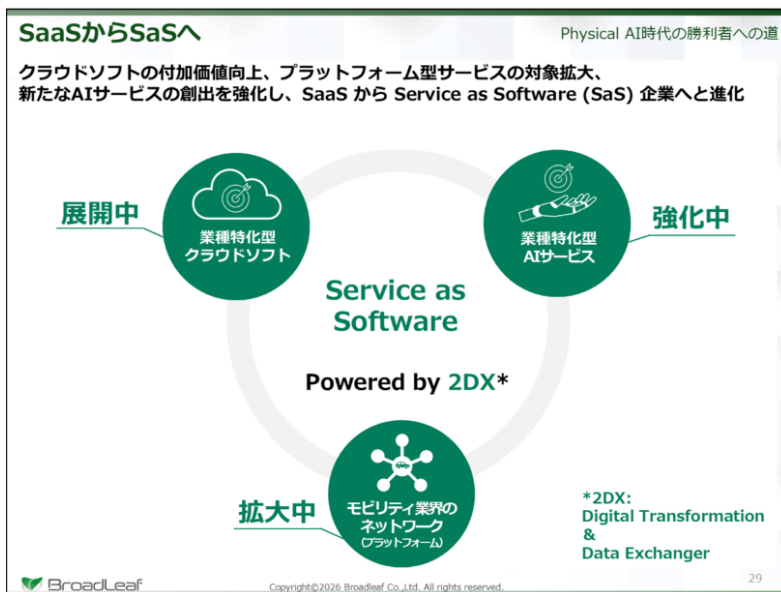 SaaSからSaSへ
Physical AI時代の勝利者への道
クラウドソフトの付加価値向上、プラットフォーム型サービスの対象拡大、
新たなAIサービスの創出を強化し、SaaS から Service as Software (SaS) 企業へと進化
展開中
業種特化型
クラウドソフト
業種特化型
AIサービス
強化中
Service as
Software
Powered by 2DX*
拡大中
モビリティ業界の
ネットワーク
(プラットフォーム)
*2DX:
Digital Transformation
&
Data Exchanger
BroadLeaf
Copyright©2026 Broadleaf Co.,Ltd. All rights reserved.
29